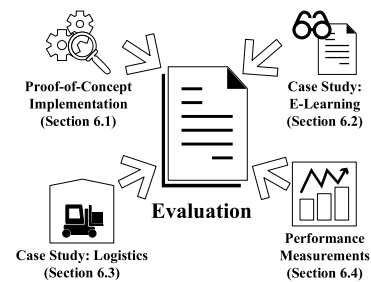 Proof-of-Concept
Implementation
(Section 6.1)
Case Study:
E-Learning
(Section 6.2)
Evaluation
Case Study: Logistics
(Section 6.3)
Performance
Measurements
(Section 6.4)